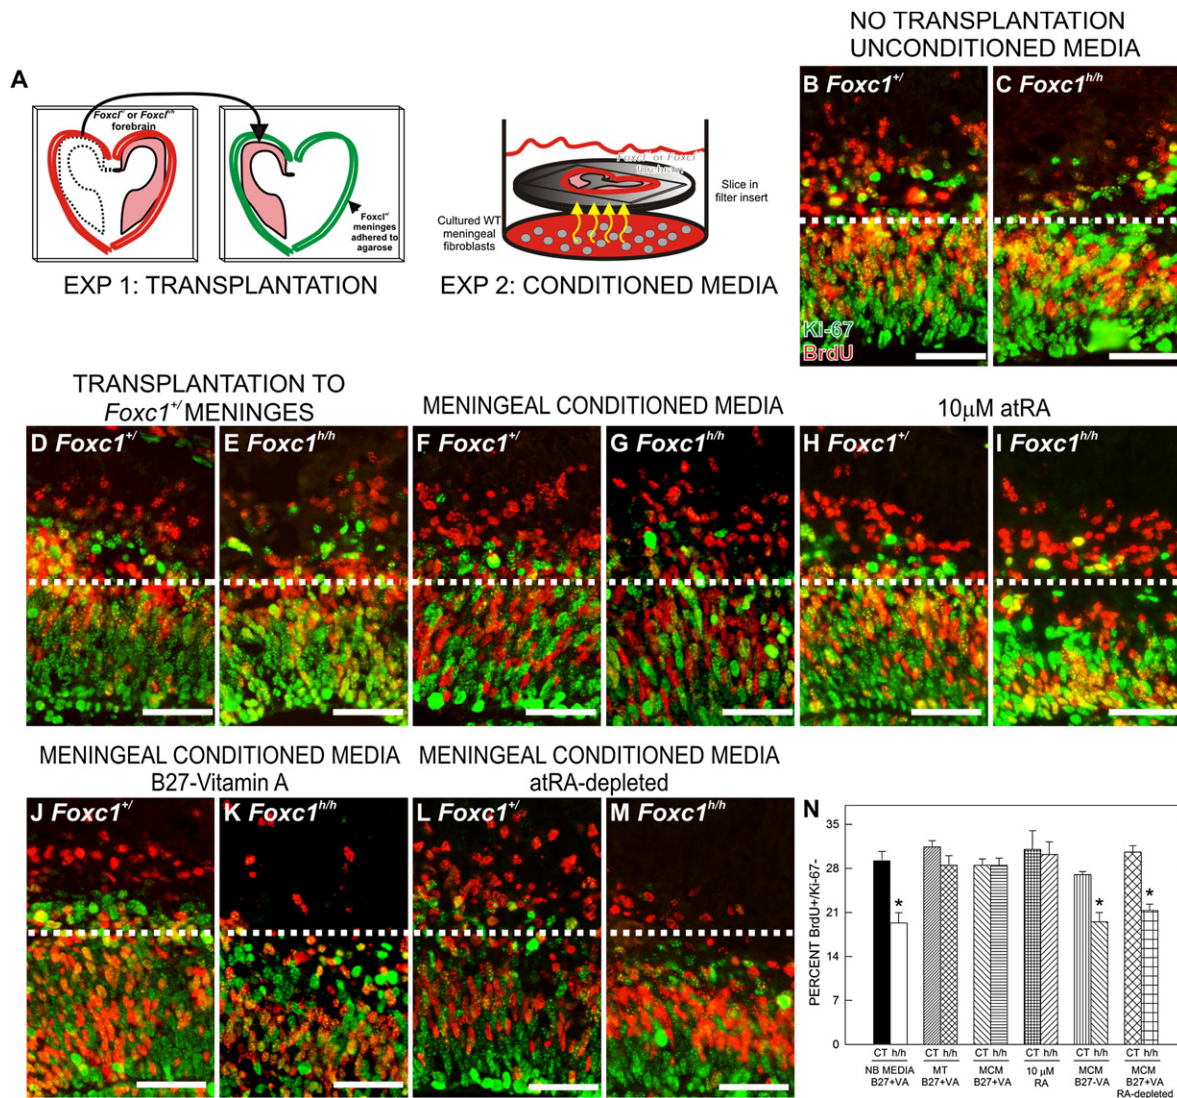 NO TRANSPLANTATION
UNCONDITIONED MEDIA
A
Foxcl+/ or Foxclh/h
forebrain
Foxcl+/
meninges
adhered to
agarose
EXP 1: TRANSPLANTATION
Cultured WT
meningeal
fibroblasts
Slice in
filter insert
EXP 2: CONDITIONED MEDIA
B Foxc1+/
C Foxc1h/h
Ki-67
BrdU
TRANSPLANTATION TO
Foxc1+/ MENINGES
MENINGEAL CONDITIONED MEDIA
10µM atRA
D Foxc1+/
E Foxc1h/h
F Foxc1+/
G Foxc1h/h
H Foxc1+/
I Foxc1h/h
MENINGEAL CONDITIONED MEDIA
B27-Vitamin A
MENINGEAL CONDITIONED MEDIA
atRA-depleted
J Foxc1+/
K Foxc1h/h
L Foxc1+/
M Foxc1h/h
N
PERCENT BrdU+/Ki-67-
35
28
21
14
7
0
* * *
CT h/h CT h/h CT h/h CT h/h CT h/h CT h/h
NB MEDIA MT MCM 10 µM MCM MCM
B27+VA B27+VA B27+VA RA B27-VA B27+VA
RA-depleted